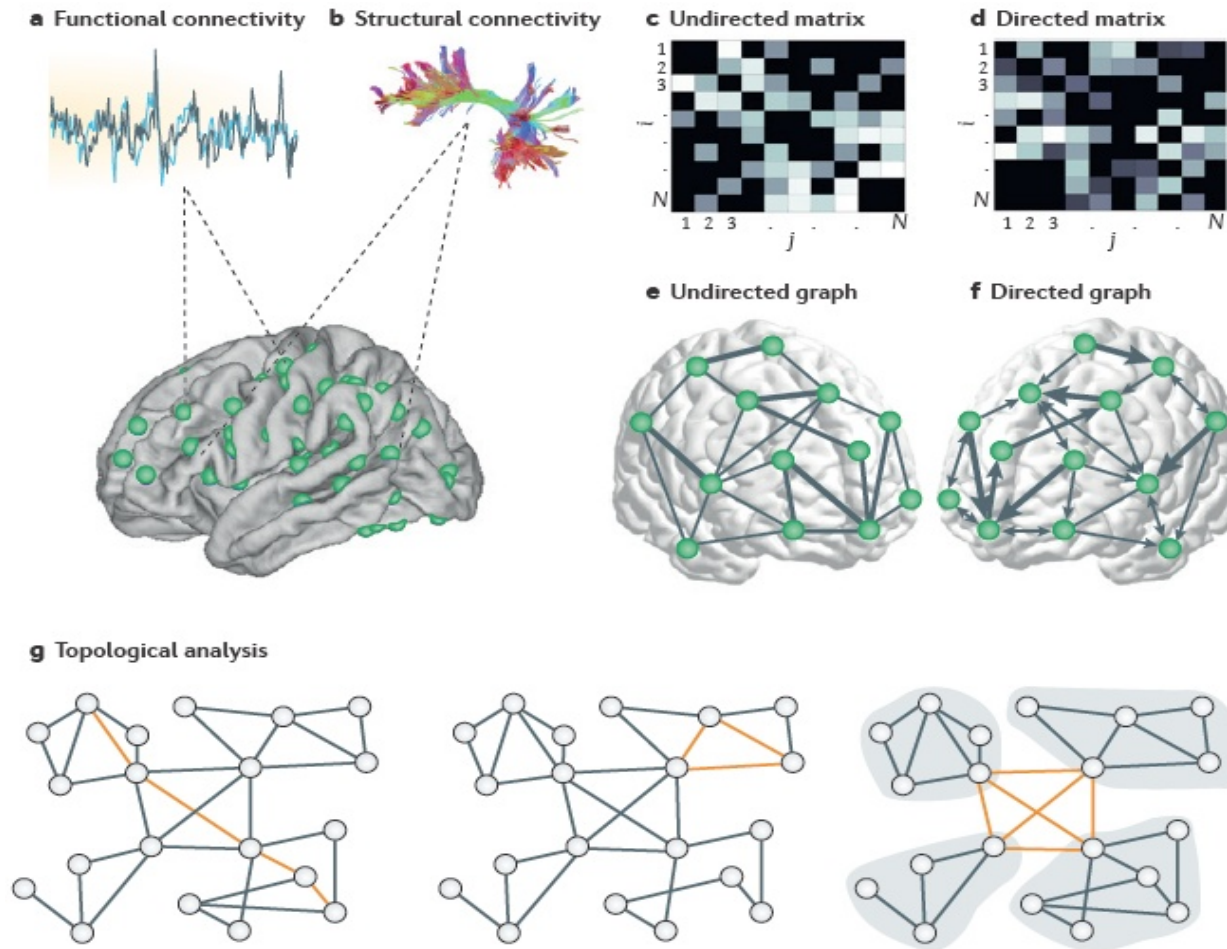 a Functional connectivity
b Structural connectivity
c Undirected matrix
1
2
3
.
i
.
.
N
1 2 3 . . . N
j
d Directed matrix
1
2
3
.
i
.
.
N
1 2 3 . . . N
j
e Undirected graph
f Directed graph
g Topological analysis